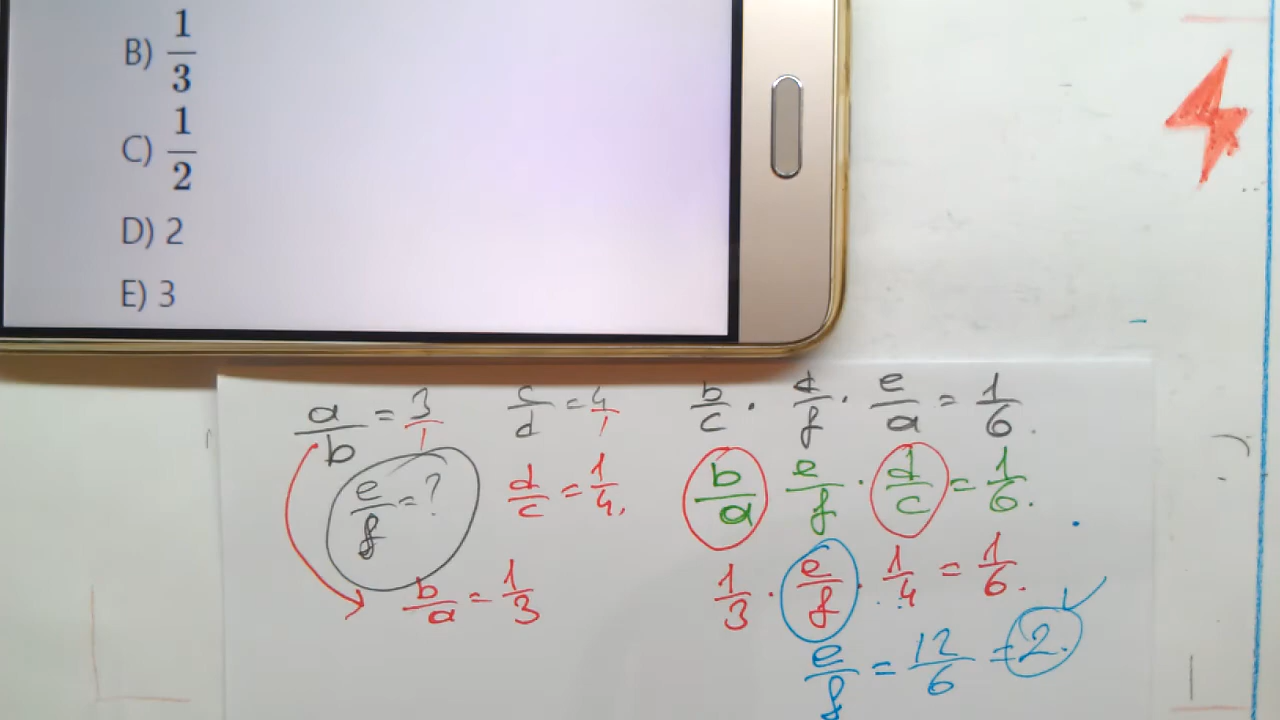 B) 1/3
C) 1/2
D) 2
E) 3
a/b = 3/1 c/d = 4/1 b/c · d/f · e/a = 1/6.
e/f = ? d/c = 1/4, b/a e/f · d/c = 1/6.
b/a = 1/3 1/3 · e/f · 1/4 = 1/6.
e/f = 12/6 = 2.